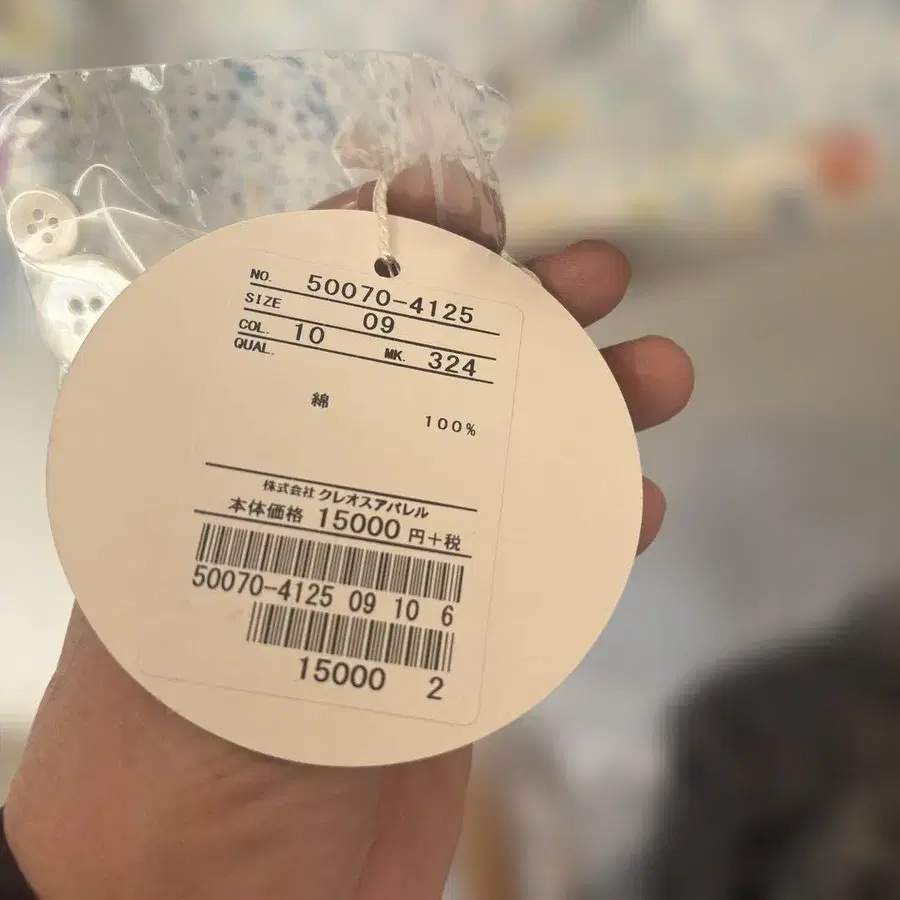 NO. 50070-4125
SIZE 09
COL. 10 MK. 324
QUAL.
綿
100%
株式会社 クレオスアパレル
本体価格 15000 円+税
50070-4125 09 10 6
15000 2